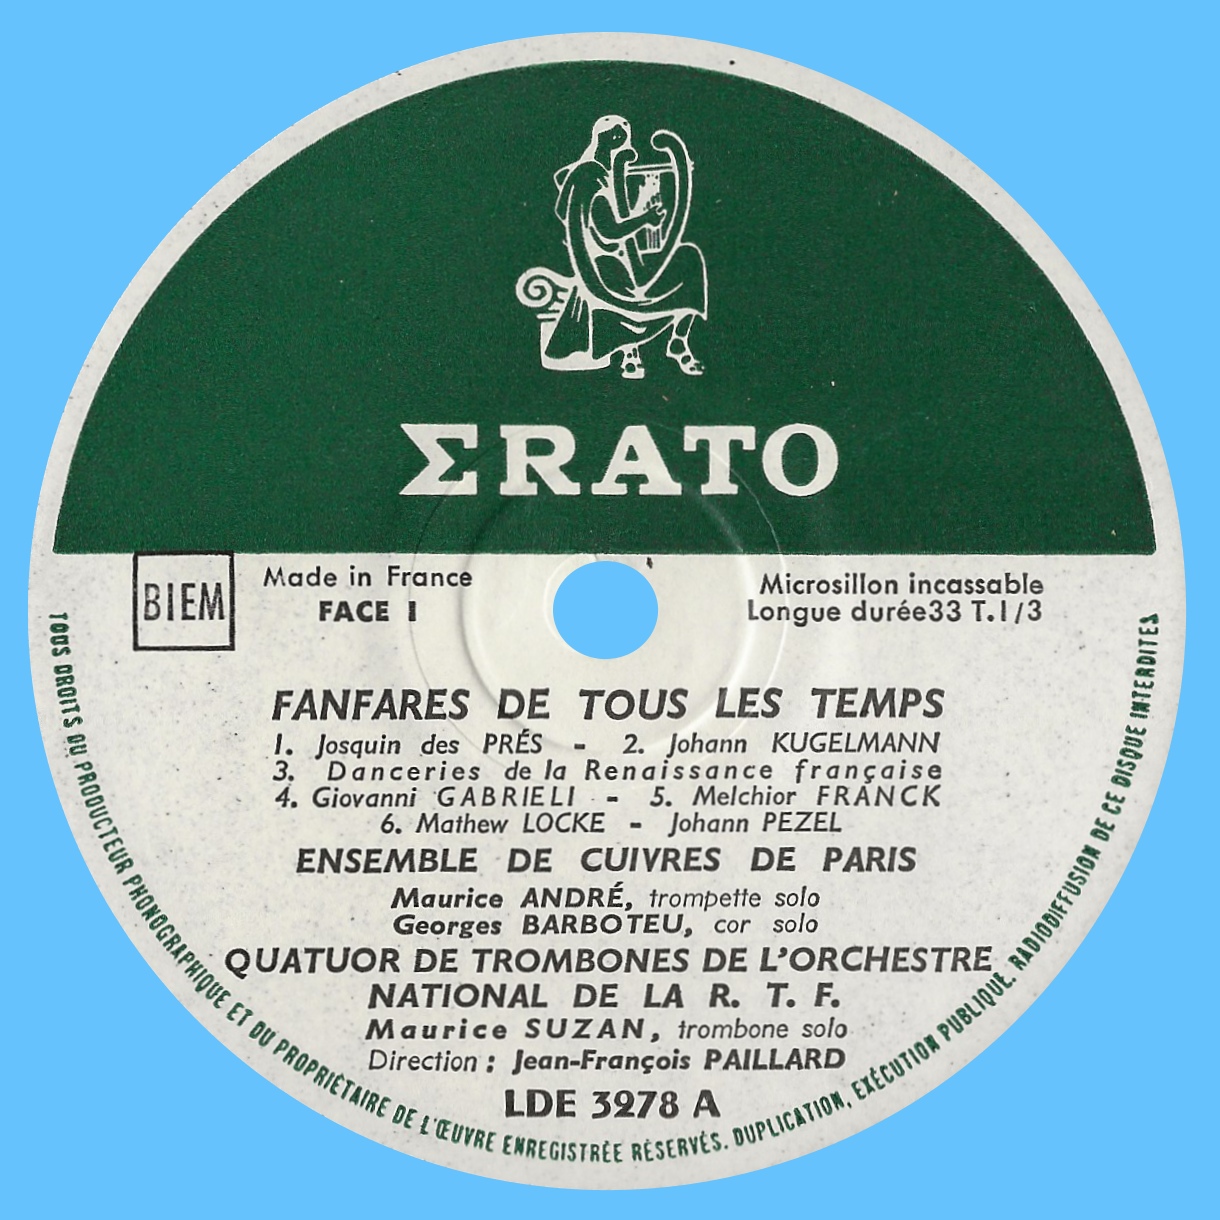 ΣRATO
BIEM
Made in France
FACE 1
Microsillon incassable
Longue durée33 T.1/3
FANFARES DE TOUS LES TEMPS
1. Josquin des PRÉS - 2. Johann KUGELMANN
3. Danceries de la Renaissance française
4. Giovanni GABRIELI - 5. Melchior FRANCK
6. Mathew LOCKE - Johann PEZEL
ENSEMBLE DE CUIVRES DE PARIS
Maurice ANDRÉ, trompette solo
Georges BARBOTEU, cor solo
QUATUOR DE TROMBONES DE L'ORCHESTRE
NATIONAL DE LA R. T. F.
Maurice SUZAN, trombone solo
Direction : Jean-François PAILLARD
LDE 3278 A
TOUS DROITS DU PRODUCTEUR PHONOGRAPHIQUE ET DU PROPRIÉTAIRE DE L'ŒUVRE ENREGISTRÉE RÉSERVÉS. DUPLICATION, EXÉCUTION PUBLIQUE, RADIODIFFUSION DE CE DISQUE INTERDITES